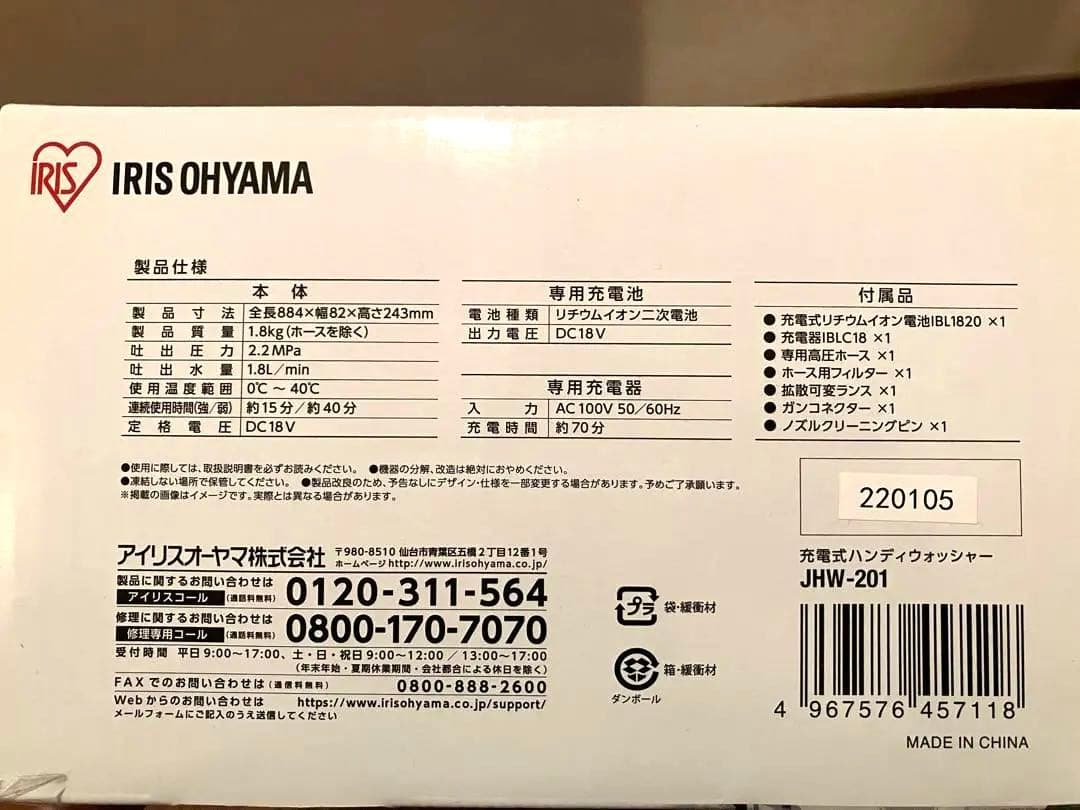 IRIS IRIS OHYAMA
製品仕様
本 体
製品寸法 全長884×幅82×高さ243mm
製品質量 1.8kg(ホースを除く)
吐出圧力 2.2MPa
吐出水量 1.8L/min
使用温度範囲 0℃ ~ 40℃
連続使用時間(強/弱) 約15分/約40分
定格電圧 DC18V
専用充電池
電池種類 リチウムイオン二次電池
出力電圧 DC18V
専用充電器
入力 AC100V 50/60Hz
充電時間 約70分
付属品
●充電式リチウムイオン電池IBL1820 ×1
●充電器IBLC18 ×1
●専用高圧ホース ×1
●ホース用フィルター ×1
●拡散可変ランス ×1
●ガンコネクター ×1
●ノズルクリーニングピン ×1
●使用に際しては、取扱説明書を必ずお読みください。 ●機器の分解、改造は絶対におやめください。
●凍結しない場所で保管してください。 ●製品改良のため、予告なしにデザイン・仕様を一部変更する場合があります。予めご了承願います。
※掲載の画像はイメージです。実際とは異なる場合があります。
220105
充電式ハンディウォッシャー
JHW-201
4 967576 457118
MADE IN CHINA
アイリスオーヤマ株式会社 〒980-8510 仙台市青葉区五橋2丁目12番1号
ホームページ http://www.irisohyama.co.jp/
製品に関するお問い合わせは
アイリスコール (通話料無料) 0120-311-564
修理に関するお問い合わせは
修理専用コール (通話料無料) 0800-170-7070
受付時間 平日9:00~17:00、土・日・祝日9:00~12:00 / 13:00~17:00
(年末年始・夏期休業期間・会社都合による休日を除く)
FAXでのお問い合わせは(通信料無料) 0800-888-2600
Webからのお問い合わせは https://www.irisohyama.co.jp/support/
メールフォームにご記入のうえ送信してください
プラ 袋・緩衝材
箱・緩衝材
ダンボール